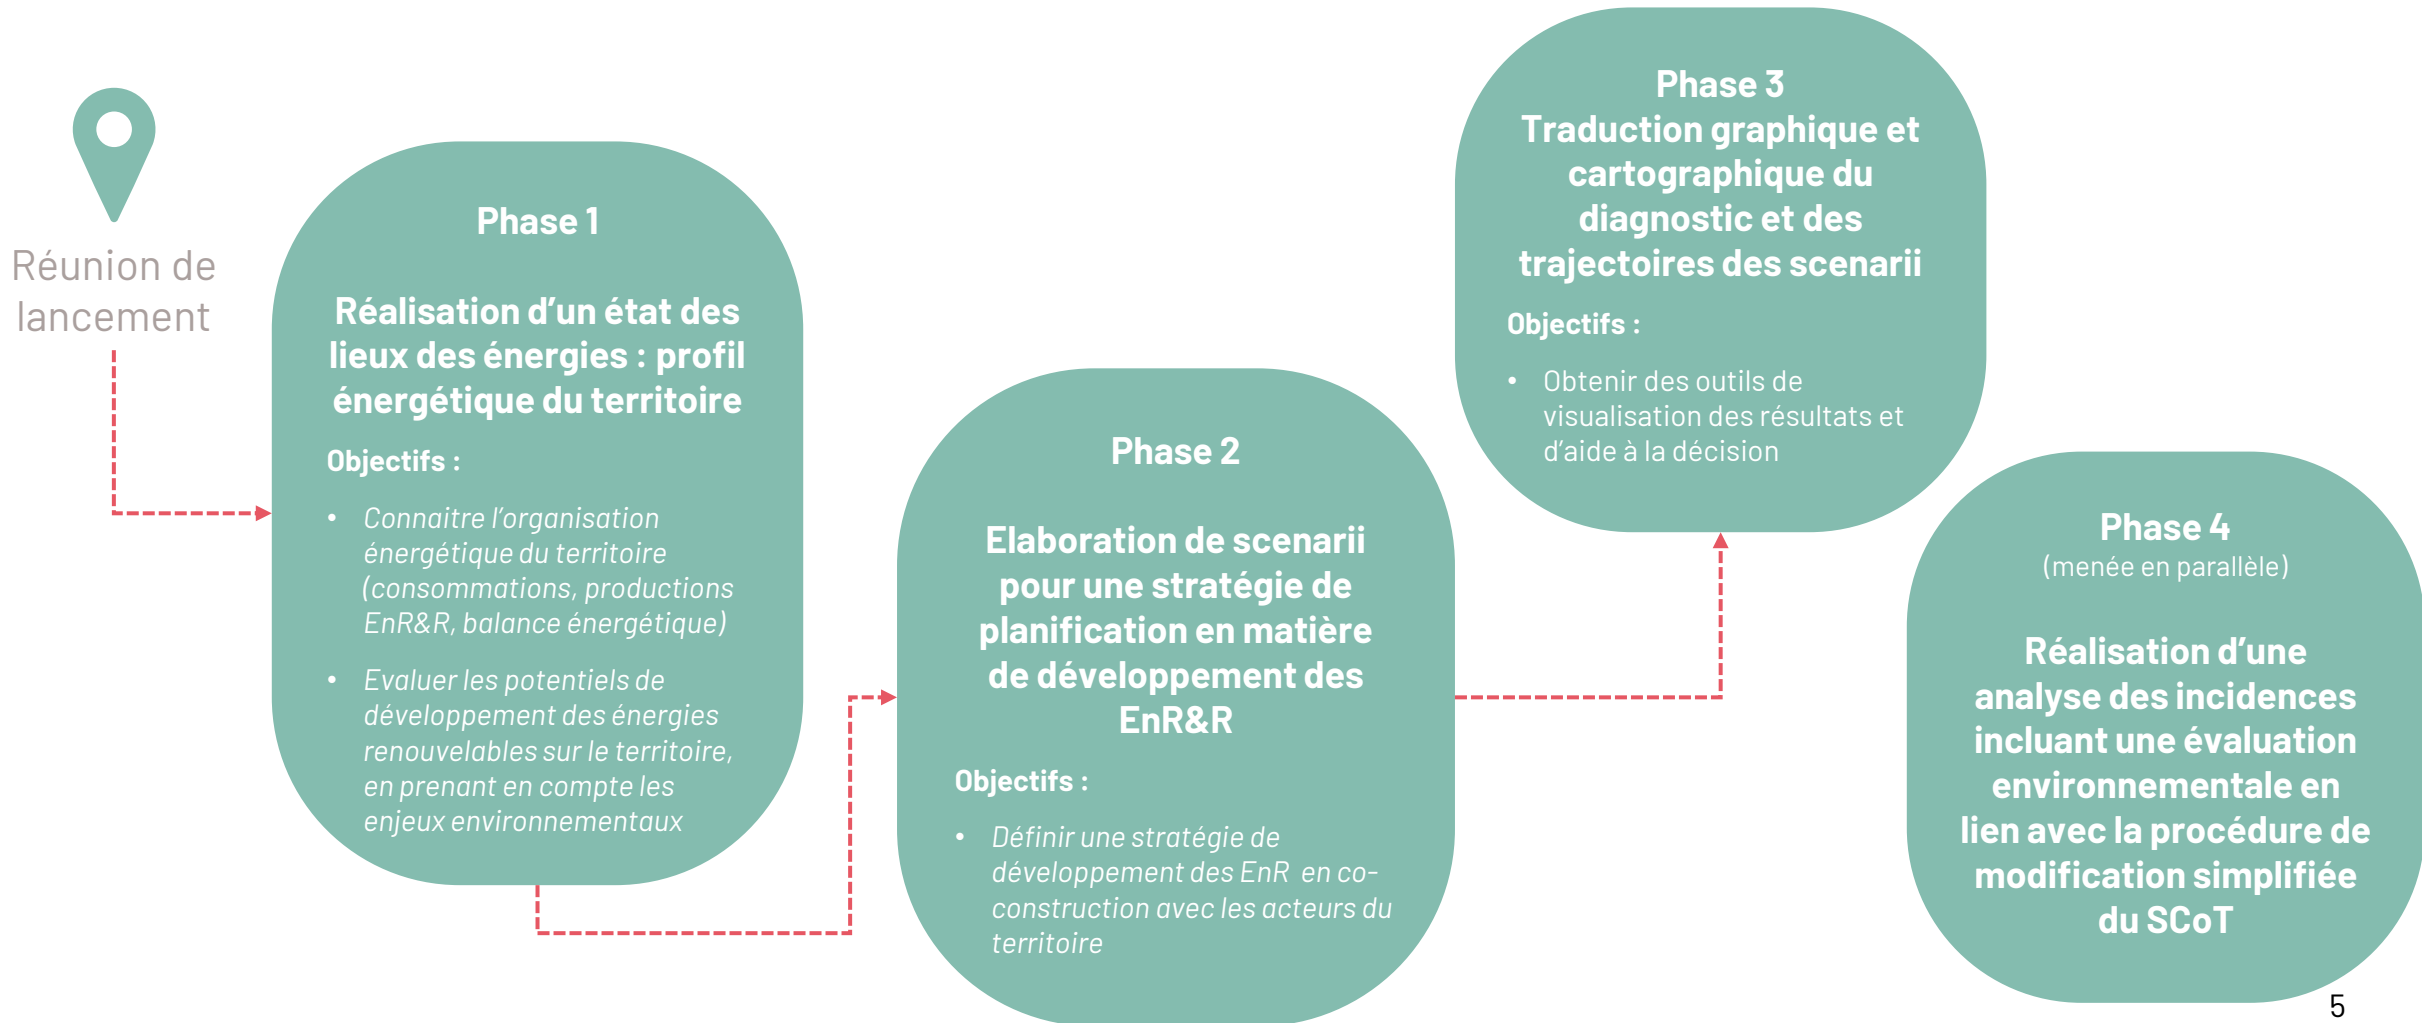 Réunion de
lancement
Phase 1
Réalisation d’un état des
lieux des énergies : profil
énergétique du territoire
Objectifs :
• Connaitre l’organisation
énergétique du territoire
(consommations, productions
EnR&R, balance énergétique)
• Evaluer les potentiels de
développement des énergies
renouvelables sur le territoire,
en prenant en compte les
enjeux environnementaux
Phase 2
Elaboration de scenarii
pour une stratégie de
planification en matière
de développement des
EnR&R
Objectifs :
• Définir une stratégie de
développement des EnR en co-
construction avec les acteurs du
territoire
Phase 3
Traduction graphique et
cartographique du
diagnostic et des
trajectoires des scenarii
Objectifs :
• Obtenir des outils de
visualisation des résultats et
d’aide à la décision
Phase 4
(menée en parallèle)
Réalisation d’une
analyse des incidences
incluant une évaluation
environnementale en
lien avec la procédure de
modification simplifiée
du SCoT
5